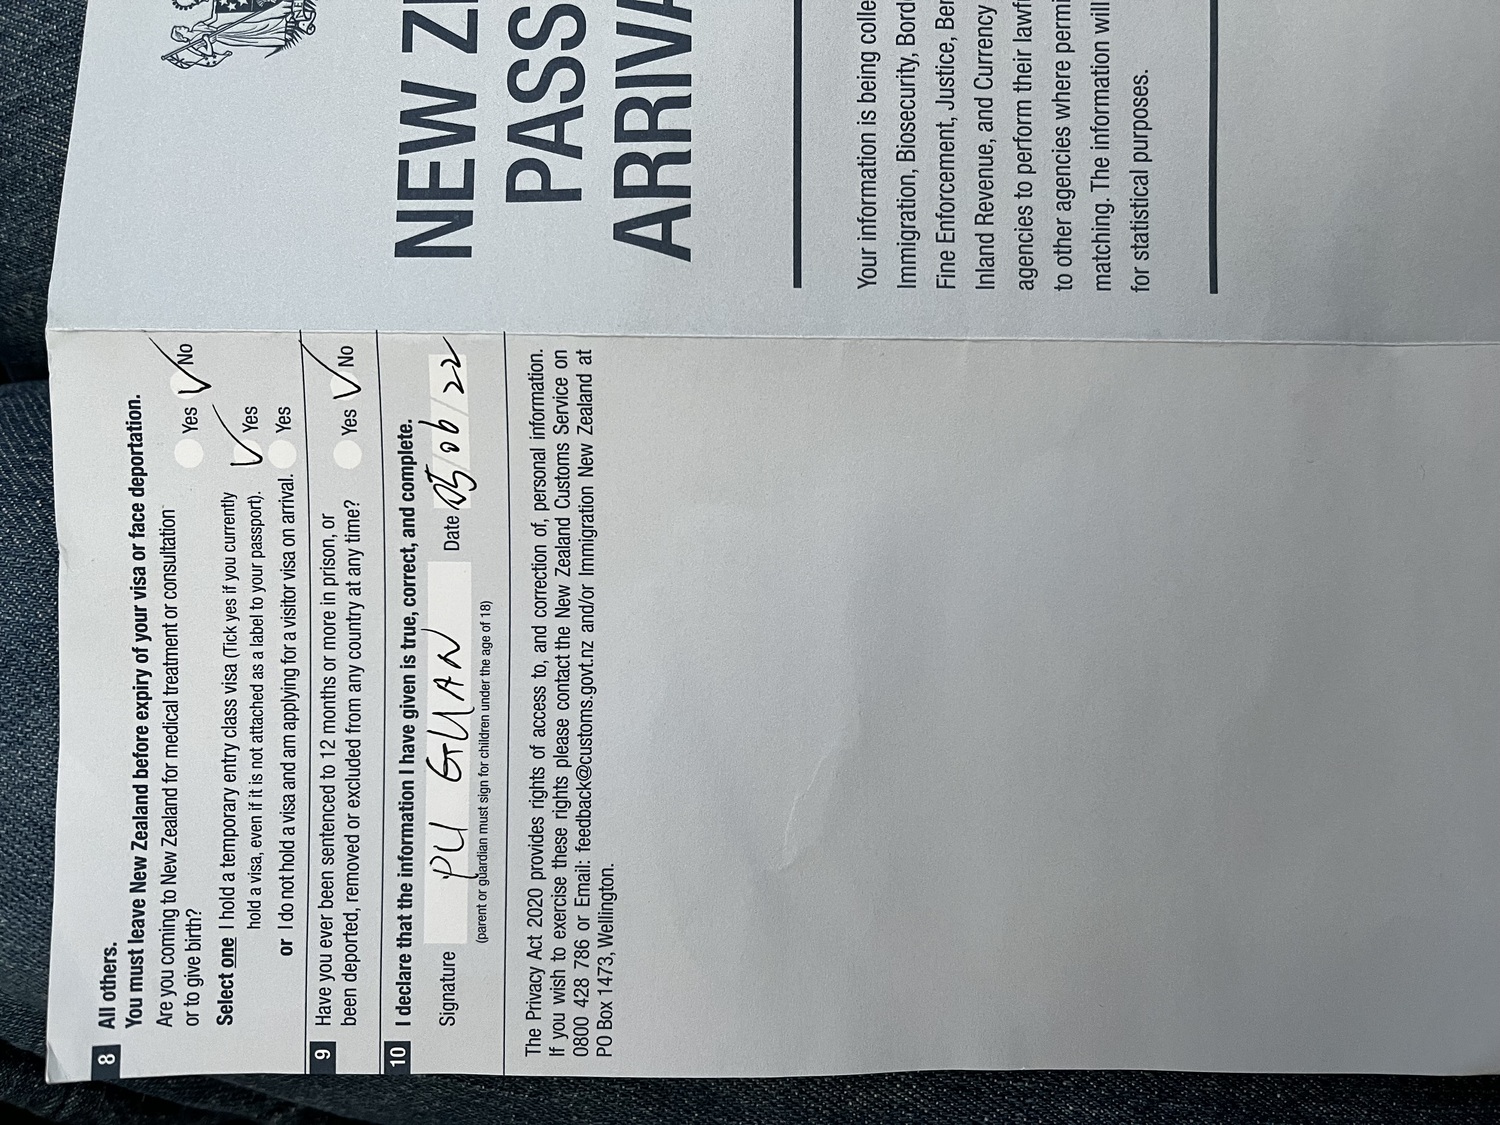 8 All others.
You must leave New Zealand before expiry of your visa or face deportation.
Are you coming to New Zealand for medical treatment or consultation
or to give birth? Yes No
Select one I hold a temporary entry class visa (Tick yes if you currently
hold a visa, even if it is not attached as a label to your passport). Yes
or I do not hold a visa and am applying for a visitor visa on arrival. Yes
9 Have you ever been sentenced to 12 months or more in prison, or
been deported, removed or excluded from any country at any time? Yes No
10 I declare that the information I have given is true, correct, and complete.
Signature PU GUAN Date 05/06/22
(parent or guardian must sign for children under the age of 18)
The Privacy Act 2020 provides rights of access to, and correction of, personal information.
If you wish to exercise these rights please contact the New Zealand Customs Service on
0800 428 786 or Email: feedback@customs.govt.nz and/or Immigration New Zealand at
PO Box 1473, Wellington.
NEW
PASS
ARRIVA
Your information is being colle
Immigration, Biosecurity, Bord
Fine Enforcement, Justice, Ben
Inland Revenue, and Currency
agencies to perform their lawf
to other agencies where permi
matching. The information will
for statistical purposes.